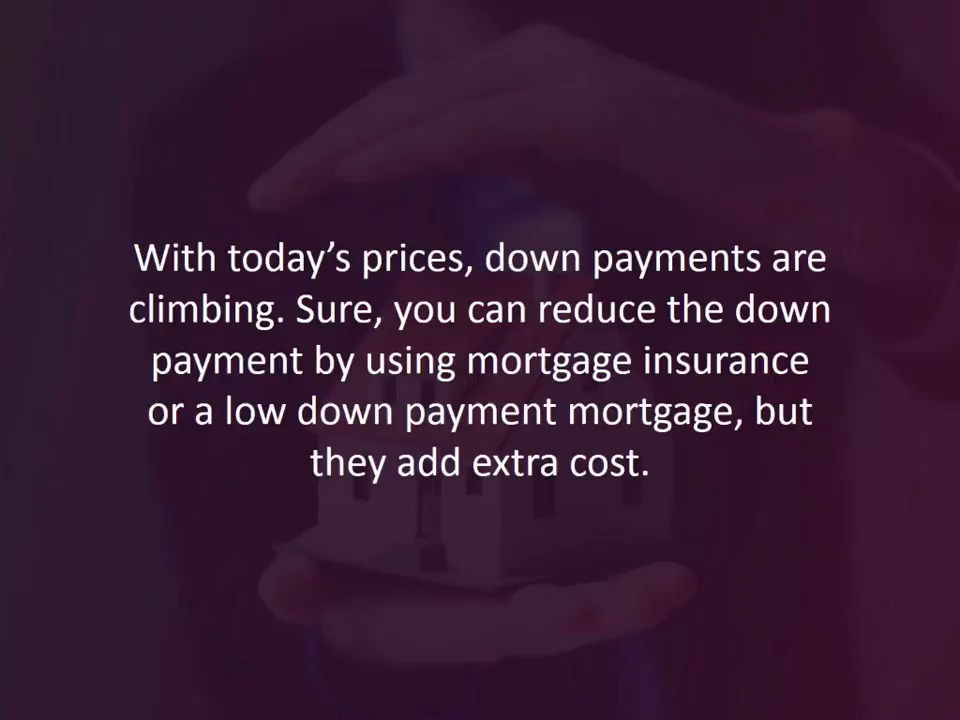 With today’s prices, down payments are
climbing. Sure, you can reduce the down
payment by using mortgage insurance
or a low down payment mortgage, but
they add extra cost.